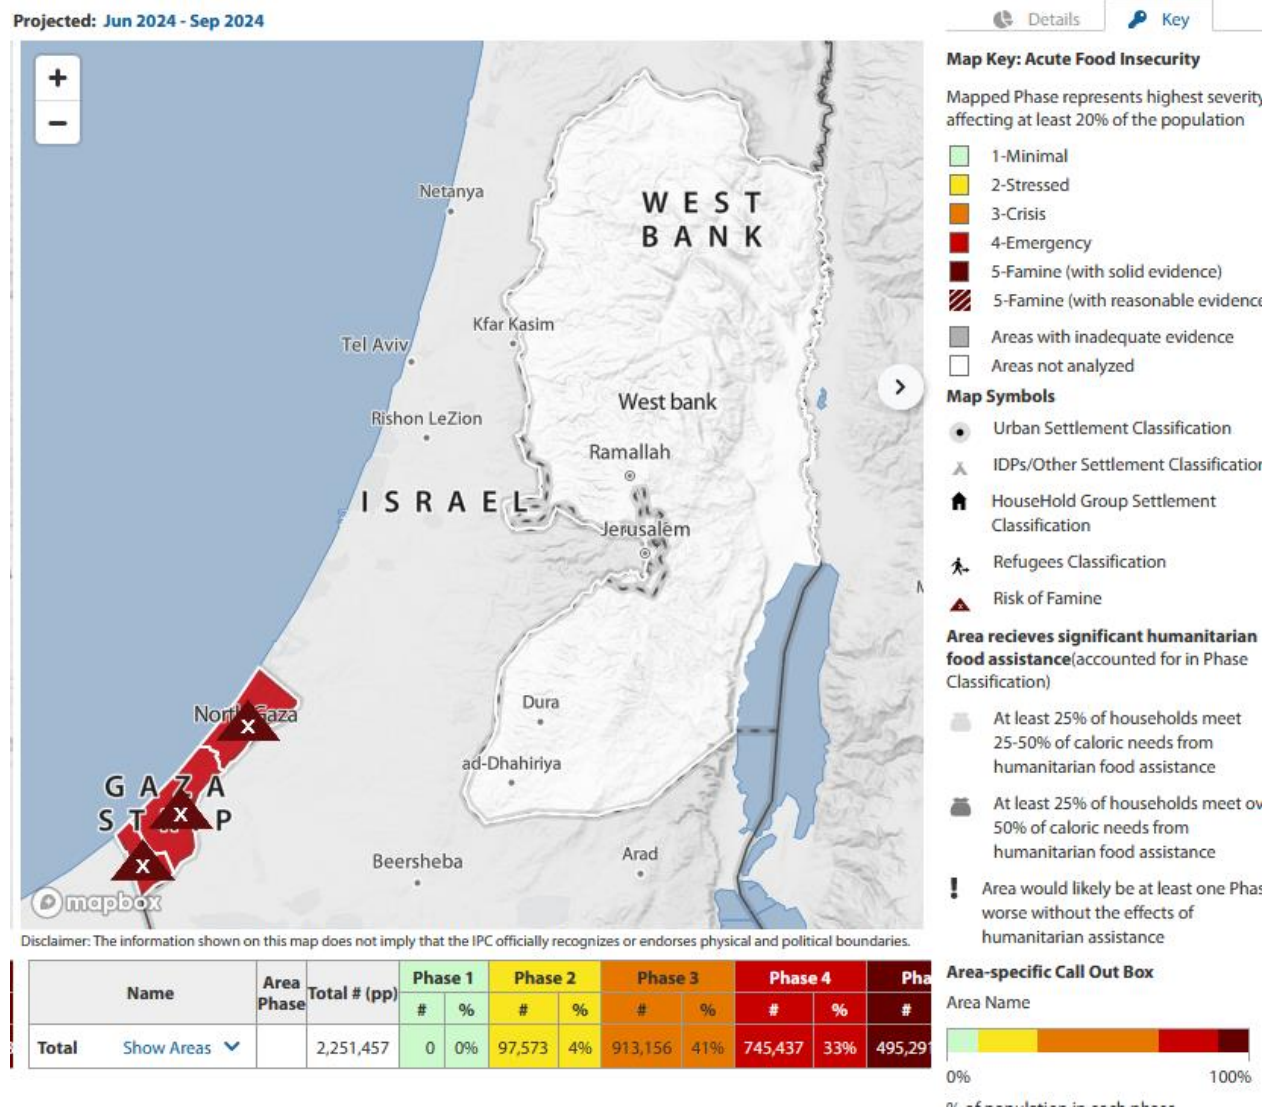 Projected: Jun 2024 - Sep 2024
Details
Key
+
−
Netanya
WEST
BANK
Kfar Kasim
Tel Aviv
West bank
Rishon LeZion
Ramallah
ISRAEL
Jerusalem
Dura
North Gaza
ad-Dhahiriya
GAZA
X
X
X
Beersheba
Arad
mapbox
Disclaimer: The information shown on this map does not imply that the IPC officially recognizes or endorses physical and political boundaries.
Map Key: Acute Food Insecurity
Mapped Phase represents highest severity
affecting at least 20% of the population
1-Minimal
2-Stressed
3-Crisis
4-Emergency
5-Famine (with solid evidence)
5-Famine (with reasonable evidence
Areas with inadequate evidence
Areas not analyzed
Map Symbols
Urban Settlement Classification
IDPs/Other Settlement Classification
HouseHold Group Settlement
Classification
Refugees Classification
Risk of Famine
Area recieves significant humanitarian
food assistance(accounted for in Phase
Classification)
At least 25% of households meet
25-50% of caloric needs from
humanitarian food assistance
At least 25% of households meet ov
50% of caloric needs from
humanitarian food assistance
! Area would likely be at least one Phas
worse without the effects of
humanitarian assistance
Area-specific Call Out Box
Area Name
0% 100%
Name Area Phase Total # (pp) Phase 1 Phase 2 Phase 3 Phase 4 Pha
# % # % # % # % #
Total Show Areas 2,251,457 0 0% 97,573 4% 913,156 41% 745,437 33% 495,291